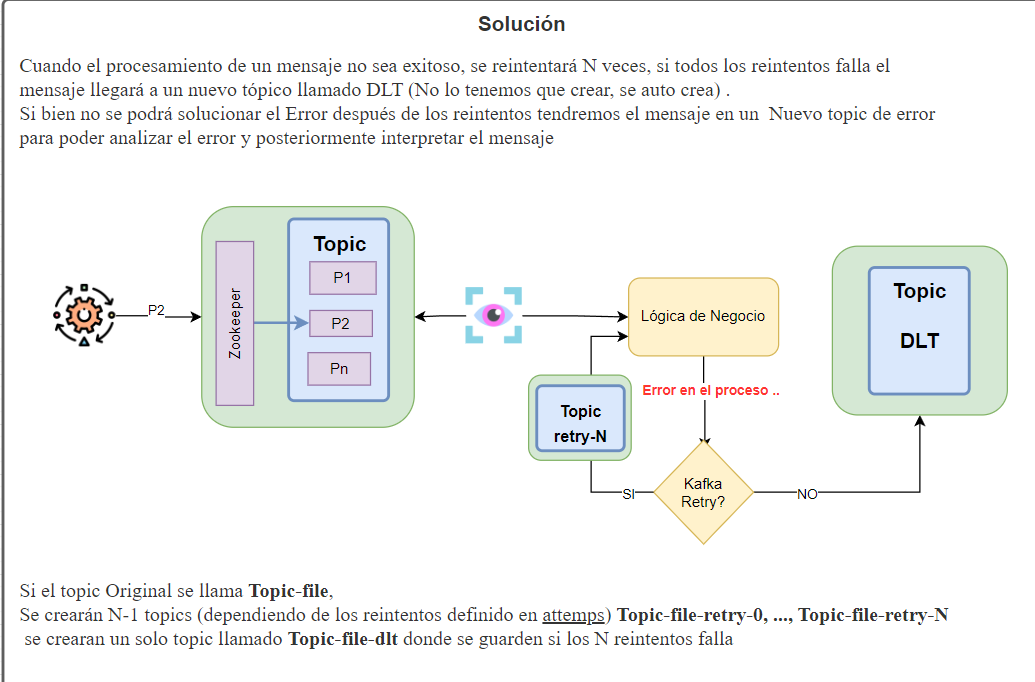 Solución
Cuando el procesamiento de un mensaje no sea exitoso, se reintentará N veces, si todos los reintentos falla el
mensaje llegará a un nuevo tópico llamado DLT (No lo tenemos que crear, se auto crea) .
Si bien no se podrá solucionar el Error después de los reintentos tendremos el mensaje en un Nuevo topic de error
para poder analizar el error y posteriormente interpretar el mensaje
P2
Zookeeper
Topic
P1
P2
Pn
Lógica de Negocio
Topic
DLT
Error en el proceso ..
Topic
retry-N
Kafka
Retry?
SI
NO
Si el topic Original se llama Topic-file,
Se crearán N-1 topics (dependiendo de los reintentos definido en attemps) Topic-file-retry-0, ..., Topic-file-retry-N
se crearan un solo topic llamado Topic-file-dlt donde se guarden si los N reintentos falla